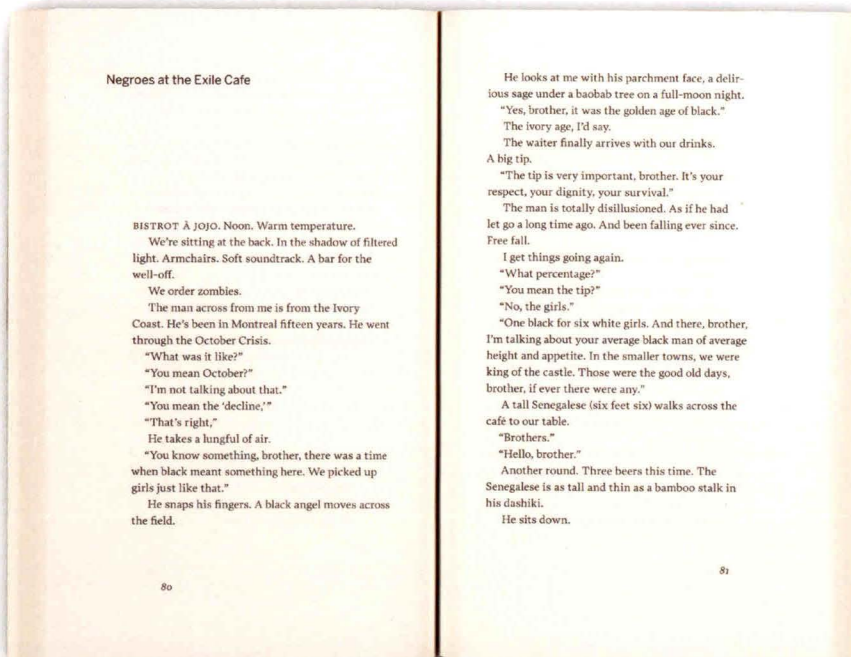 Negroes at the Exile Cafe
BISTROT À JOJO. Noon. Warm temperature.
We're sitting at the back. In the shadow of filtered
light. Armchairs. Soft soundtrack. A bar for the
well-off.
We order zombies.
The man across from me is from the Ivory
Coast. He's been in Montreal fifteen years. He went
through the October Crisis.
"What was it like?"
"You mean October?"
"I'm not talking about that."
"You mean the 'decline,'"
"That's right,"
He takes a lungful of air.
"You know something, brother, there was a time
when black meant something here. We picked up
girls just like that."
He snaps his fingers. A black angel moves across
the field.
80
He looks at me with his parchment face, a delir-
ious sage under a baobab tree on a full-moon night.
"Yes, brother, it was the golden age of black."
The ivory age, I'd say.
The waiter finally arrives with our drinks.
A big tip.
"The tip is very important, brother. It's your
respect, your dignity, your survival."
The man is totally disillusioned. As if he had
let go a long time ago. And been falling ever since.
Free fall.
I get things going again.
"What percentage?"
"You mean the tip?"
"No, the girls."
"One black for six white girls. And there, brother,
I'm talking about your average black man of average
height and appetite. In the smaller towns, we were
king of the castle. Those were the good old days,
brother, if ever there were any."
A tall Senegalese (six feet six) walks across the
café to our table.
"Brothers."
"Hello, brother."
Another round. Three beers this time. The
Senegalese is as tall and thin as a bamboo stalk in
his dashiki.
He sits down.
81